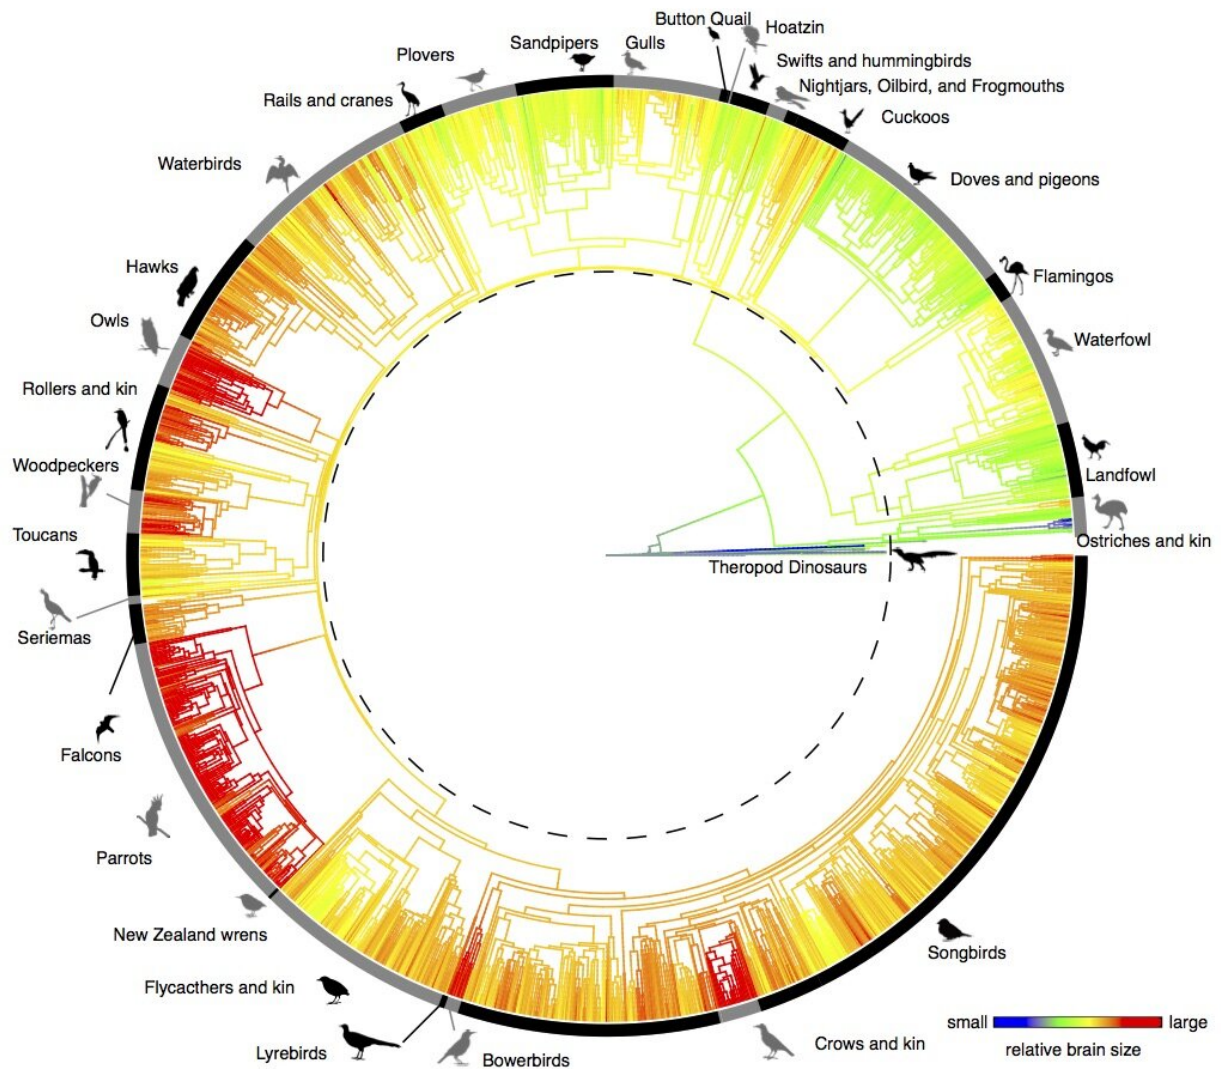 Button Quail
Hoatzin
Sandpipers
Gulls
Plovers
Swifts and hummingbirds
Nightjars, Oilbird, and Frogmouths
Rails and cranes
Cuckoos
Waterbirds
Doves and pigeons
Hawks
Flamingos
Owls
Waterfowl
Rollers and kin
Woodpeckers
Landfowl
Toucans
Ostriches and kin
Theropod Dinosaurs
Seriemas
Falcons
Parrots
New Zealand wrens
Songbirds
Flycacthers and kin
small
large
Lyrebirds
Bowerbirds
Crows and kin
relative brain size